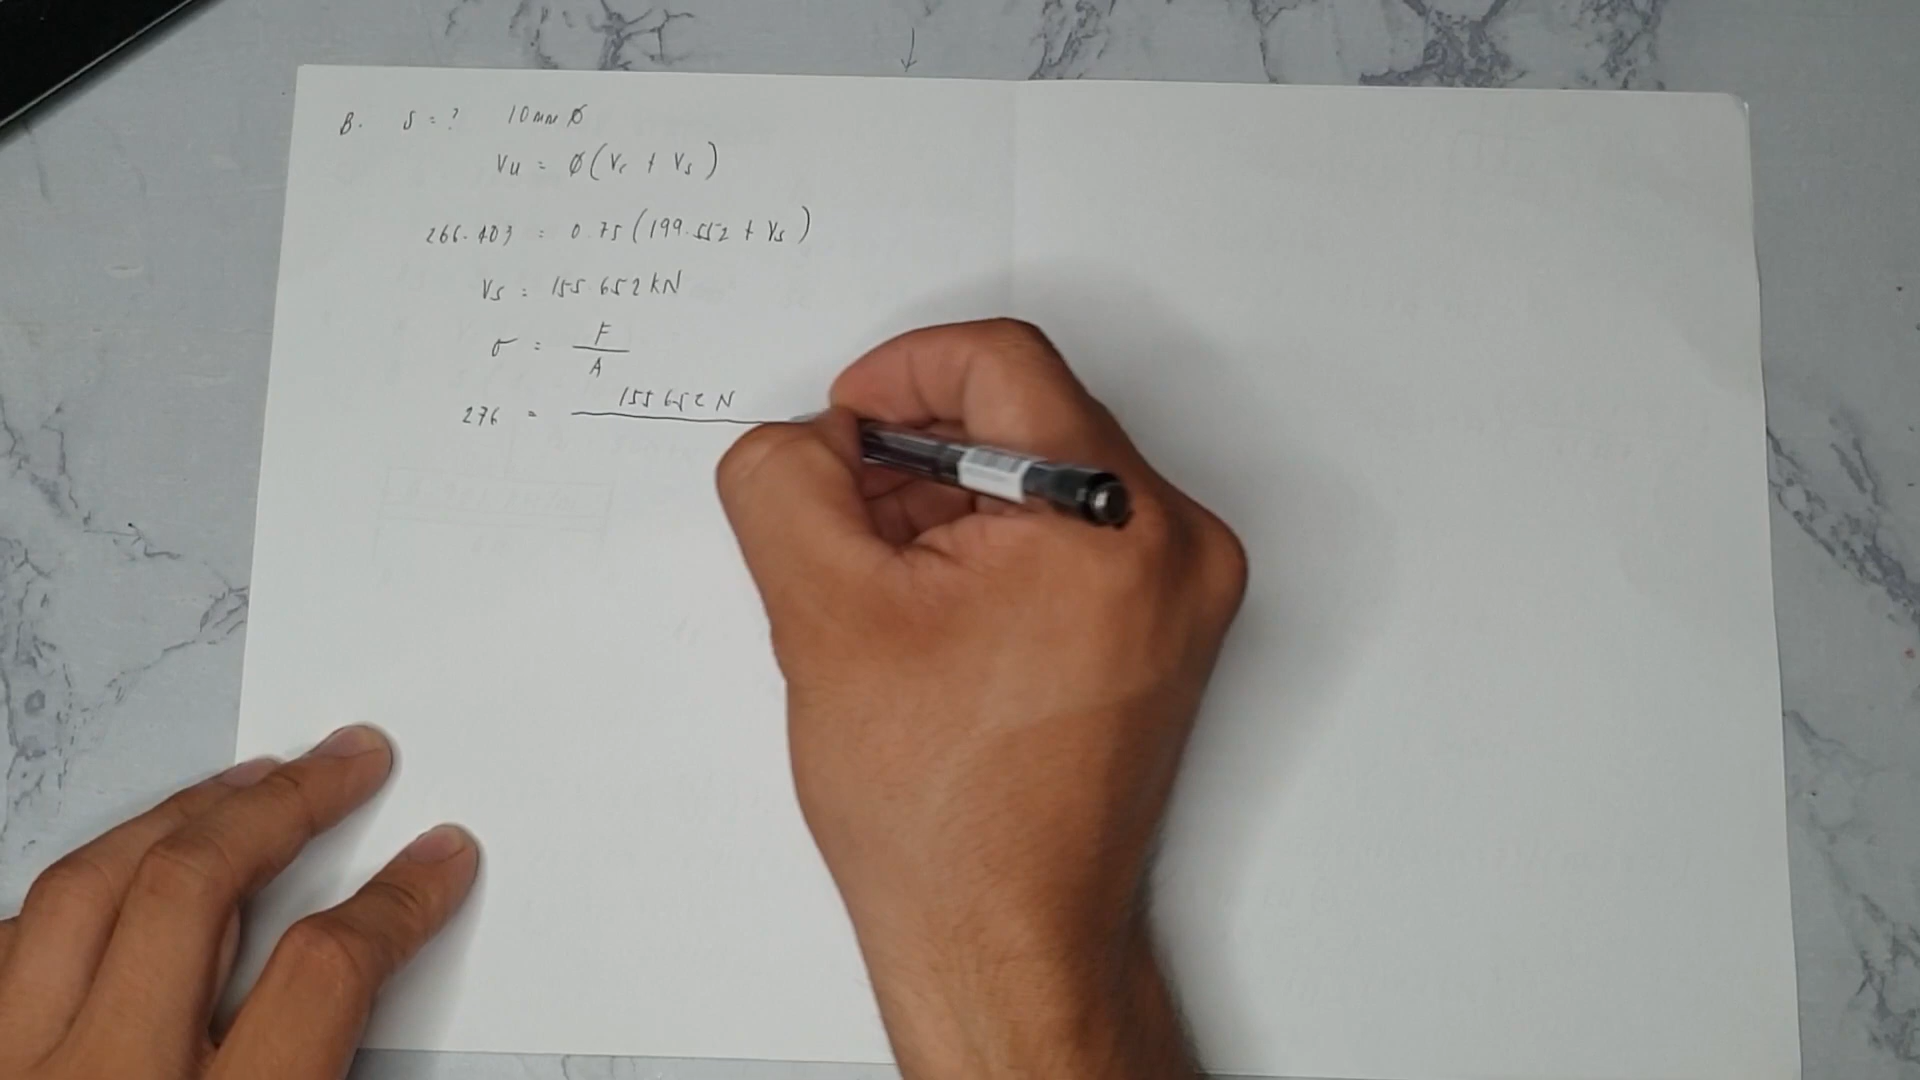 B. S = ? 10mm Ø
Vu = Ø(Vc + Vs)
266.403 = 0.75(199.552 + Vs)
Vs = 155.652 kN
σ = F / A
276 = 155652 N